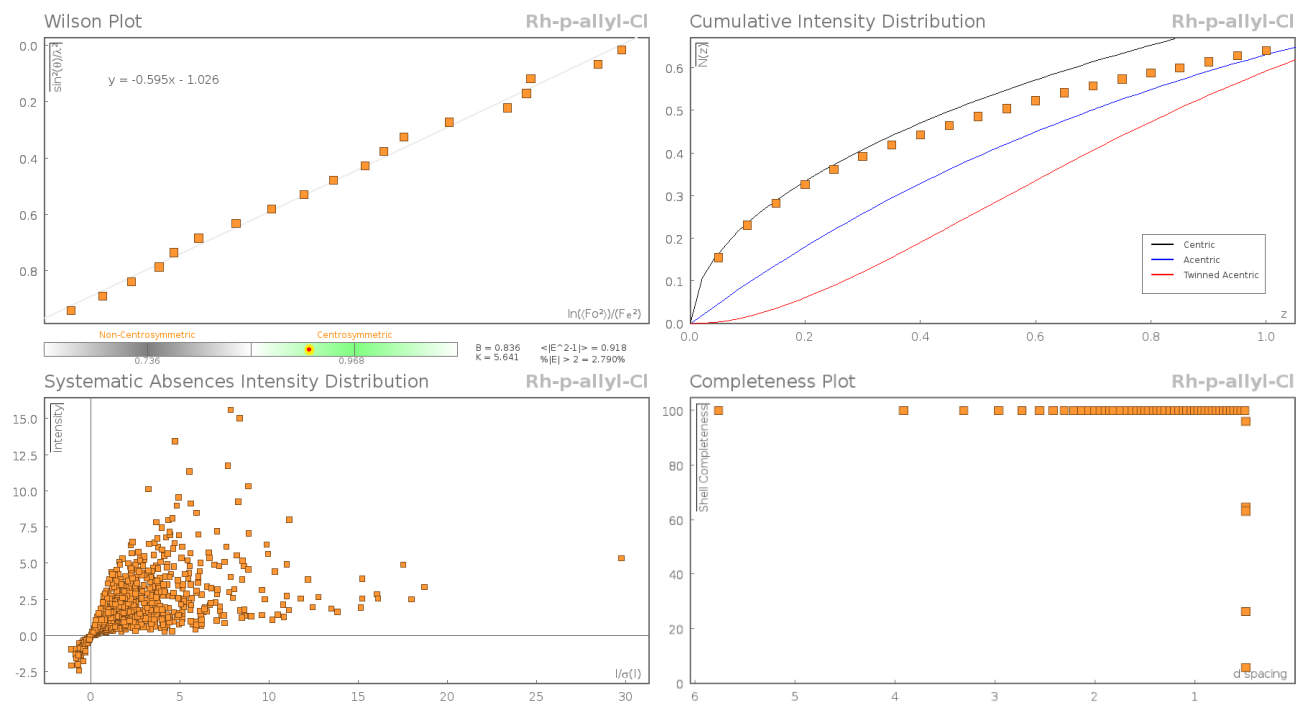 Wilson Plot
Rh-p-allyl-Cl
sin²(θ)/λ²
y = -0.595x - 1.026
0.0
0.2
0.4
0.6
0.8
ln(⟨Fo²⟩)/(Fe²)
Non-Centrosymmetric
Centrosymmetric
0.736
0.968
B = 0.836
K = 5.641
<|E^2-1|> = 0.918
%|E| > 2 = 2.790%
Cumulative Intensity Distribution
Rh-p-allyl-Cl
N(z)
0.6
0.5
0.4
0.3
0.2
0.1
0.0
Centric
Acentric
Twinned Acentric
z
0.0 0.2 0.4 0.6 0.8 1.0
Systematic Absences Intensity Distribution
Rh-p-allyl-Cl
Intensity
15.0
12.5
10.0
7.5
5.0
2.5
0.0
-2.5
I/σ(I)
0 5 10 15 20 25 30
Completeness Plot
Rh-p-allyl-Cl
Shell Completeness
100
80
60
40
20
0
d spacing
6 5 4 3 2 1